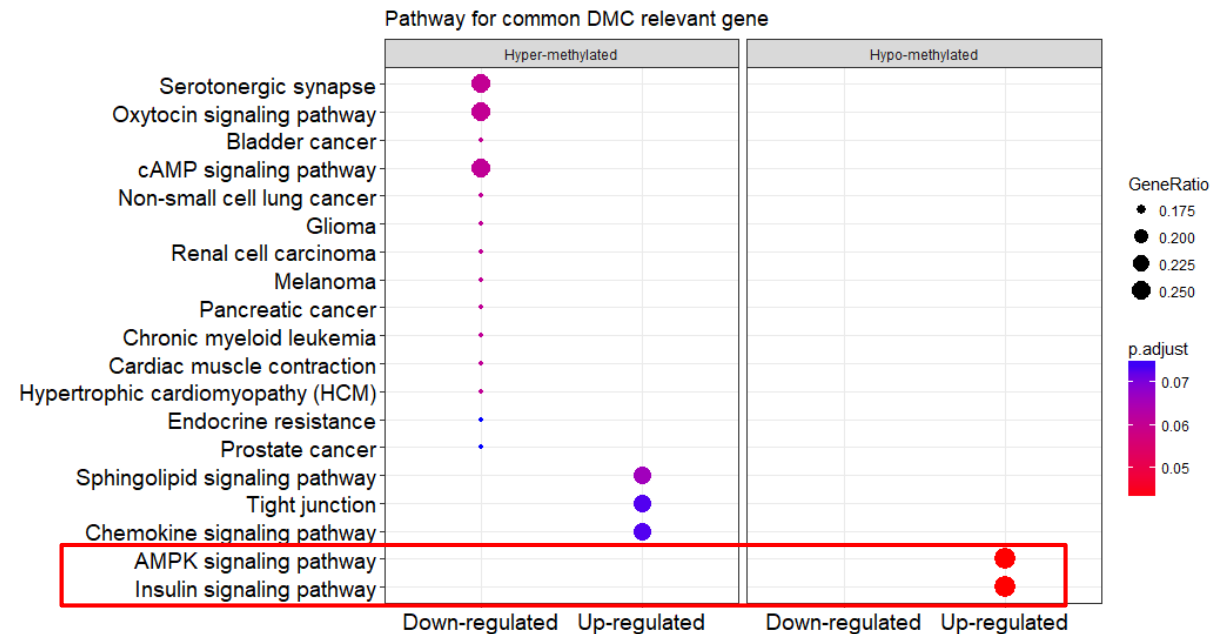 Pathway for common DMC relevant gene
Hyper-methylated
Hypo-methylated
Serotonergic synapse
Oxytocin signaling pathway
Bladder cancer
cAMP signaling pathway
Non-small cell lung cancer
Glioma
Renal cell carcinoma
Melanoma
Pancreatic cancer
Chronic myeloid leukemia
Cardiac muscle contraction
Hypertrophic cardiomyopathy (HCM)
Endocrine resistance
Prostate cancer
Sphingolipid signaling pathway
Tight junction
Chemokine signaling pathway
AMPK signaling pathway
Insulin signaling pathway
Down-regulated Up-regulated
Down-regulated Up-regulated
GeneRatio
0.175
0.200
0.225
0.250
p.adjust
0.07
0.06
0.05